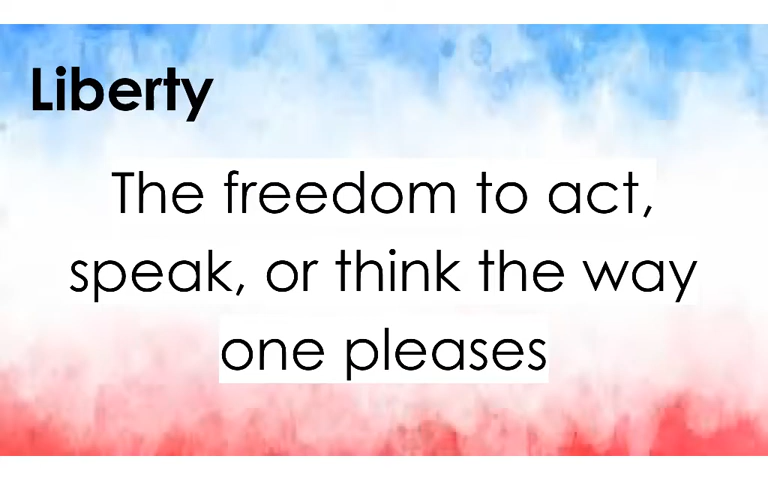 Liberty
The freedom to act,
speak, or think the way
one pleases